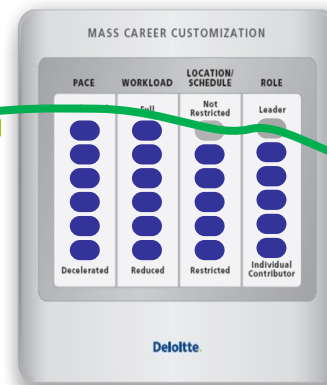 MASS CAREER CUSTOMIZATION
PACE
WORKLOAD
LOCATION/
SCHEDULE
ROLE
Full
Not
Restricted
Leader
Decelerated
Reduced
Restricted
Individual
Contributor
Deloitte.